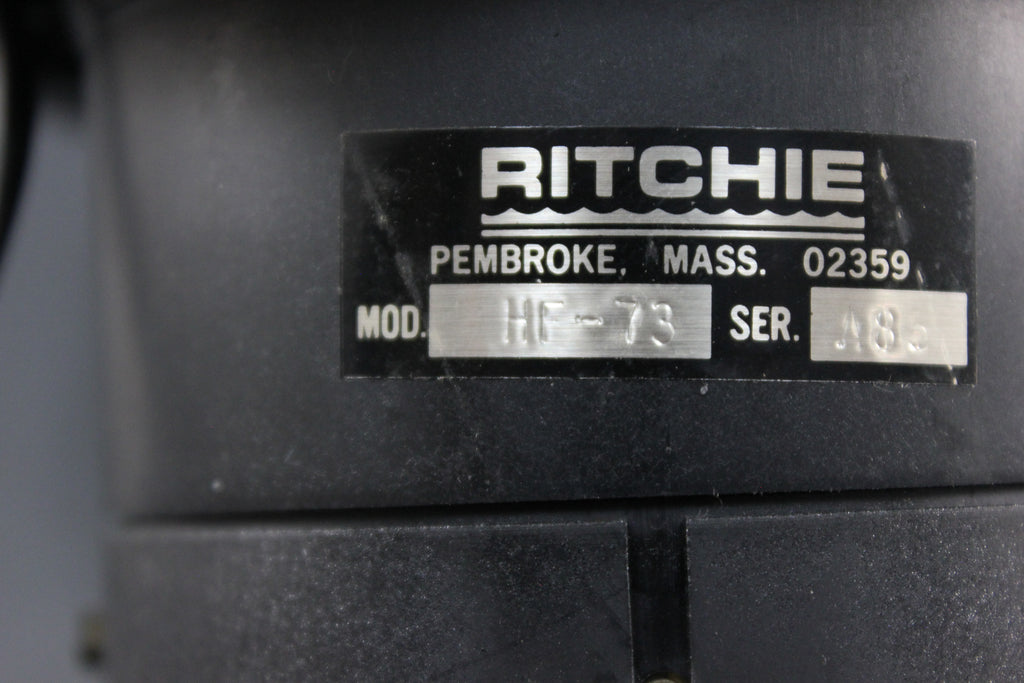 RITCHIE
PEMBROKE, MASS. 02359
MOD. HF-73 SER.